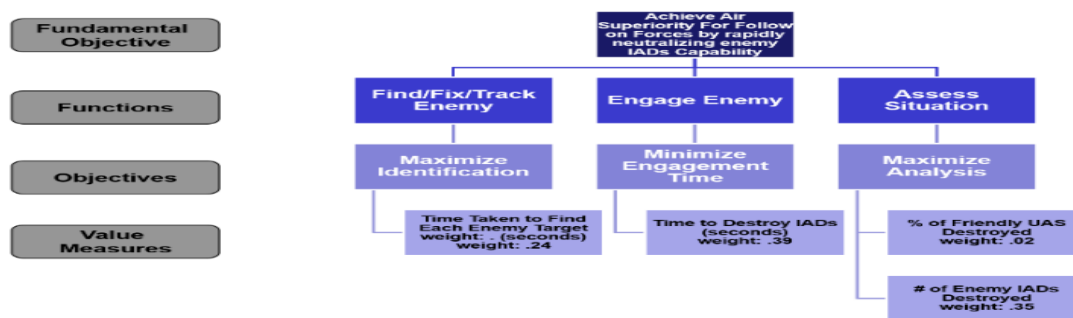 Fundamental
Objective
Achieve Air
Superiority For Follow
on Forces by rapidly
neutralizing enemy
IADs Capability
Functions
Find/Fix/Track
Enemy
Engage Enemy
Assess
Situation
Objectives
Maximize
Identification
Minimize
Engagement
Time
Maximize
Analysis
Value
Measures
Time Taken to Find
Each Enemy Target
weight: . (seconds)
weight: .24
Time to Destroy IADs
(seconds)
weight: .39
% of Friendly UAS
Destroyed
weight: .02
# of Enemy IADs
Destroyed
weight: .35